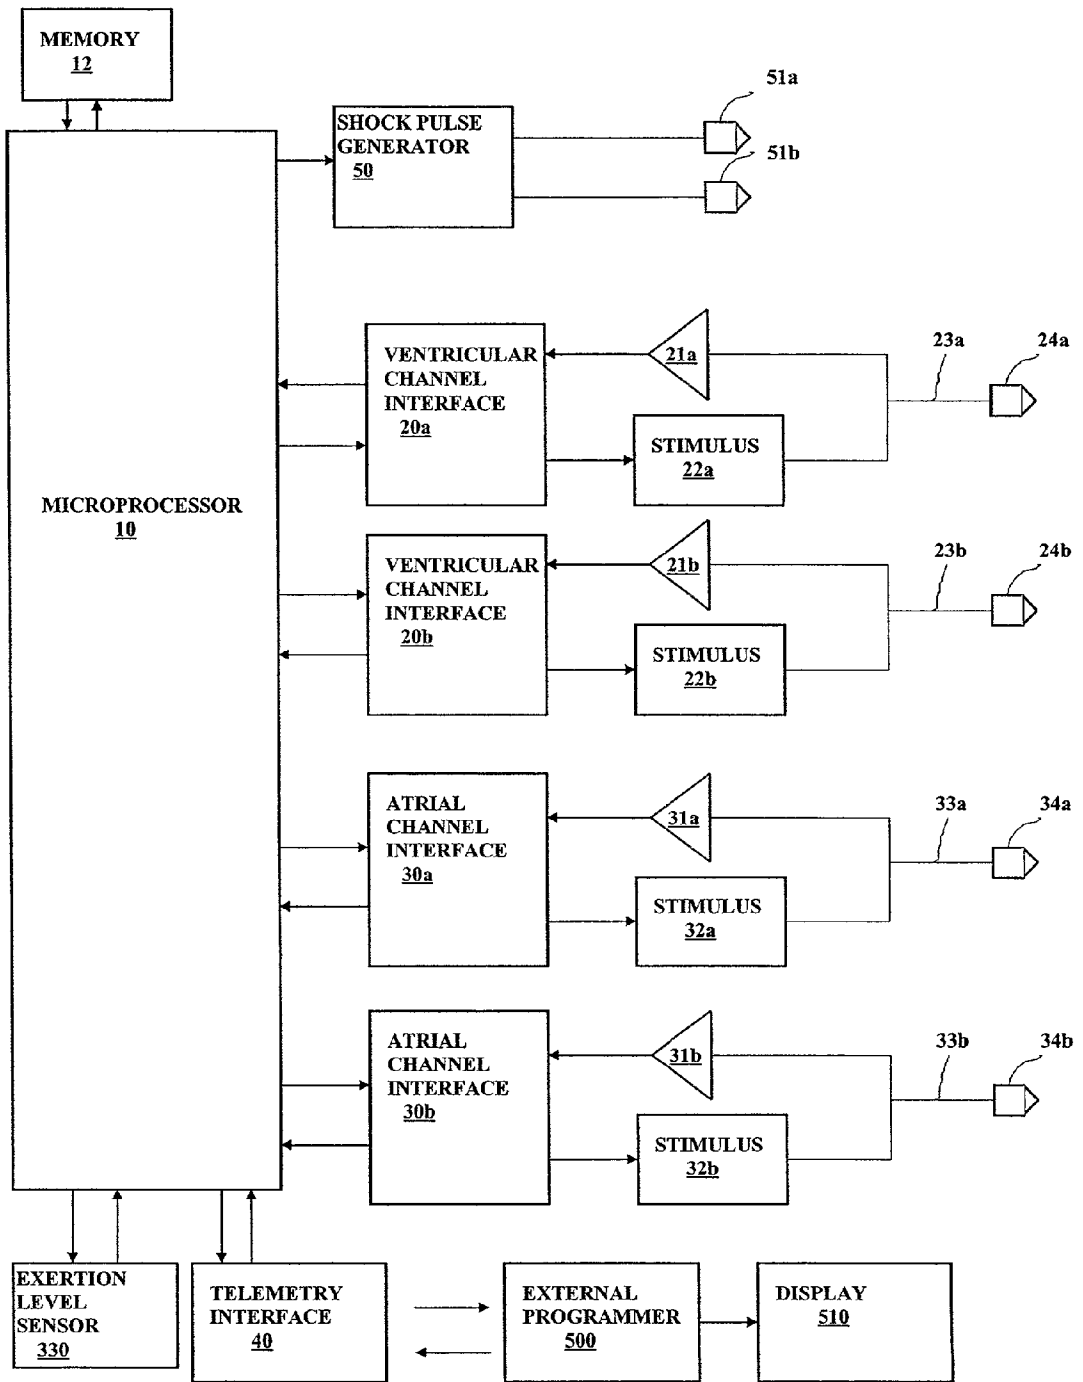 MEMORY
12
51a
SHOCK PULSE
GENERATOR
50
51b
VENTRICULAR
CHANNEL
INTERFACE
20a
21a
23a
24a
STIMULUS
22a
MICROPROCESSOR
10
VENTRICULAR
CHANNEL
INTERFACE
20b
21b
23b
24b
STIMULUS
22b
ATRIAL
CHANNEL
INTERFACE
30a
31a
33a
34a
STIMULUS
32a
ATRIAL
CHANNEL
INTERFACE
30b
31b
33b
34b
STIMULUS
32b
EXERTION
LEVEL
SENSOR
330
TELEMETRY
INTERFACE
40
EXTERNAL
PROGRAMMER
500
DISPLAY
510